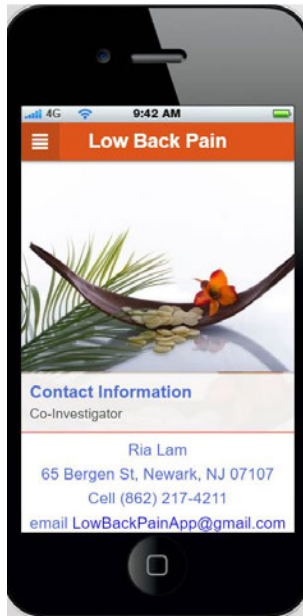 4G 9:42 AM
Low Back Pain
Contact Information
Co-Investigator
Ria Lam
65 Bergen St, Newark, NJ 07107
Cell (862) 217-4211
email LowBackPainApp@gmail.com